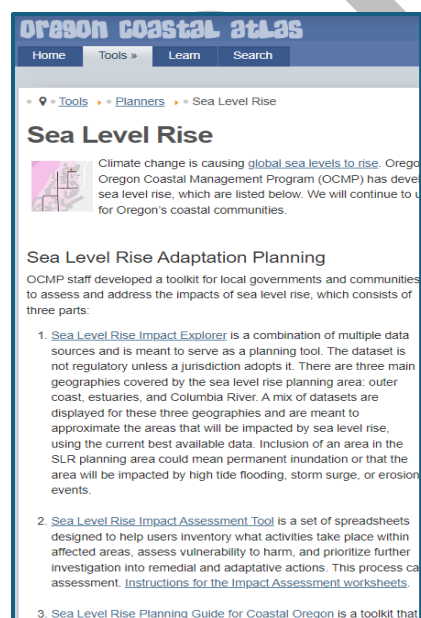 oregon coastal atlas
Home Tools » Learn Search
Tools Planners Sea Level Rise
Sea Level Rise
Climate change is causing global sea levels to rise. Orego
Oregon Coastal Management Program (OCMP) has devel
sea level rise, which are listed below. We will continue to u
for Oregon's coastal communities.
Sea Level Rise Adaptation Planning
OCMP staff developed a toolkit for local governments and communities
to assess and address the impacts of sea level rise, which consists of
three parts:
1. Sea Level Rise Impact Explorer is a combination of multiple data
sources and is meant to serve as a planning tool. The dataset is
not regulatory unless a jurisdiction adopts it. There are three main
geographies covered by the sea level rise planning area: outer
coast, estuaries, and Columbia River. A mix of datasets are
displayed for these three geographies and are meant to
approximate the areas that will be impacted by sea level rise,
using the current best available data. Inclusion of an area in the
SLR planning area could mean permanent inundation or that the
area will be impacted by high tide flooding, storm surge, or erosion
events.
2. Sea Level Rise Impact Assessment Tool is a set of spreadsheets
designed to help users inventory what activities take place within
affected areas, assess vulnerability to harm, and prioritize further
investigation into remedial and adaptive actions. This process ca
assessment. Instructions for the Impact Assessment worksheets.
3. Sea Level Rise Planning Guide for Coastal Oregon is a toolkit that